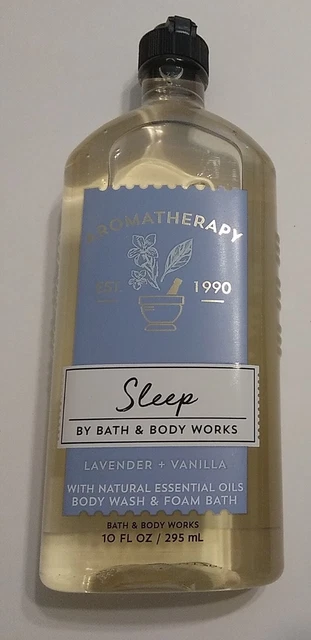 AROMATHERAPY
EST. 1990
Sleep
BY BATH & BODY WORKS
LAVENDER + VANILLA
WITH NATURAL ESSENTIAL OILS
BODY WASH & FOAM BATH
BATH & BODY WORKS
10 FL OZ / 295 mL